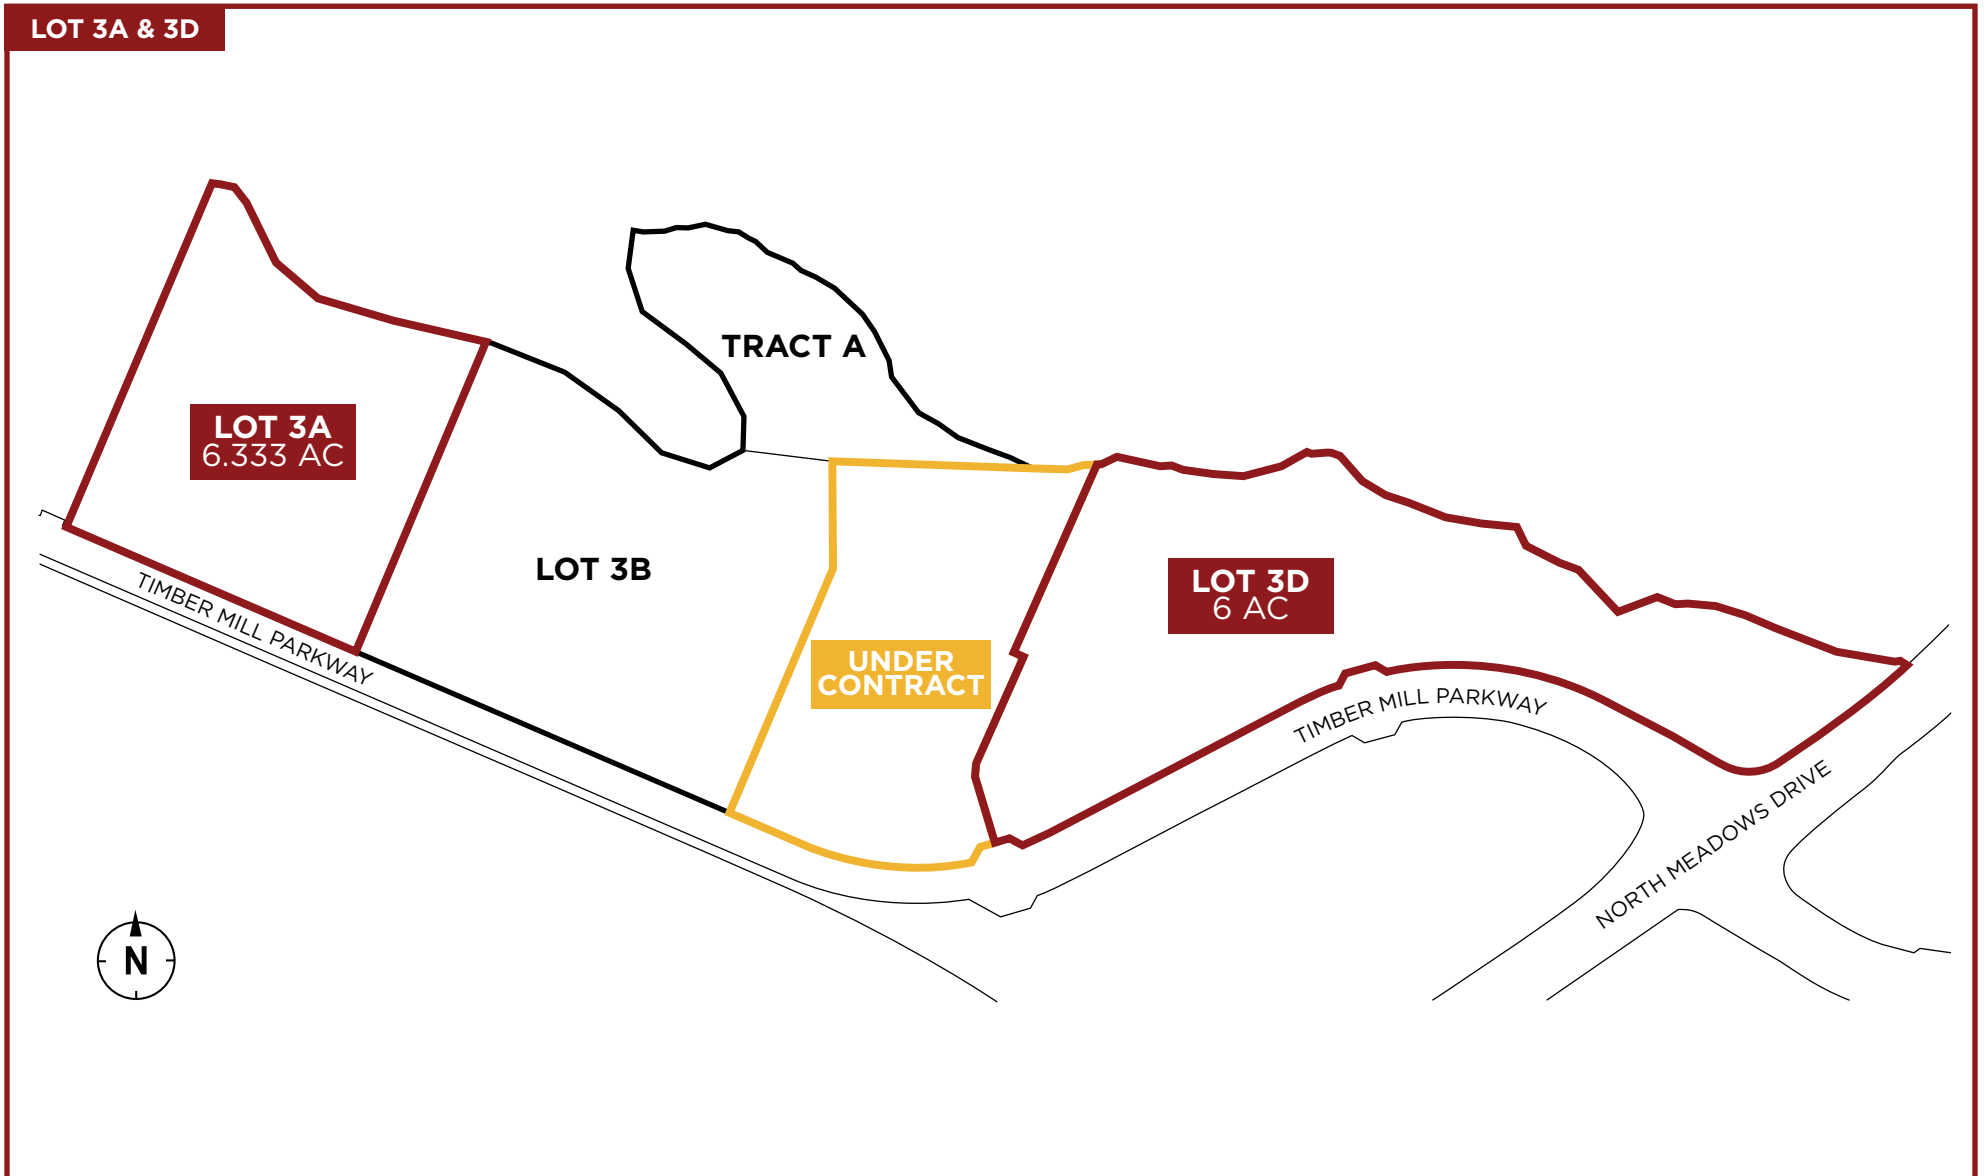 LOT 3A & 3D
TRACT A
LOT 3A
6.333 AC
LOT 3B
LOT 3D
6 AC
TIMBER MILL PARKWAY
UNDER
CONTRACT
TIMBER MILL PARKWAY
NORTH MEADOWS DRIVE
N